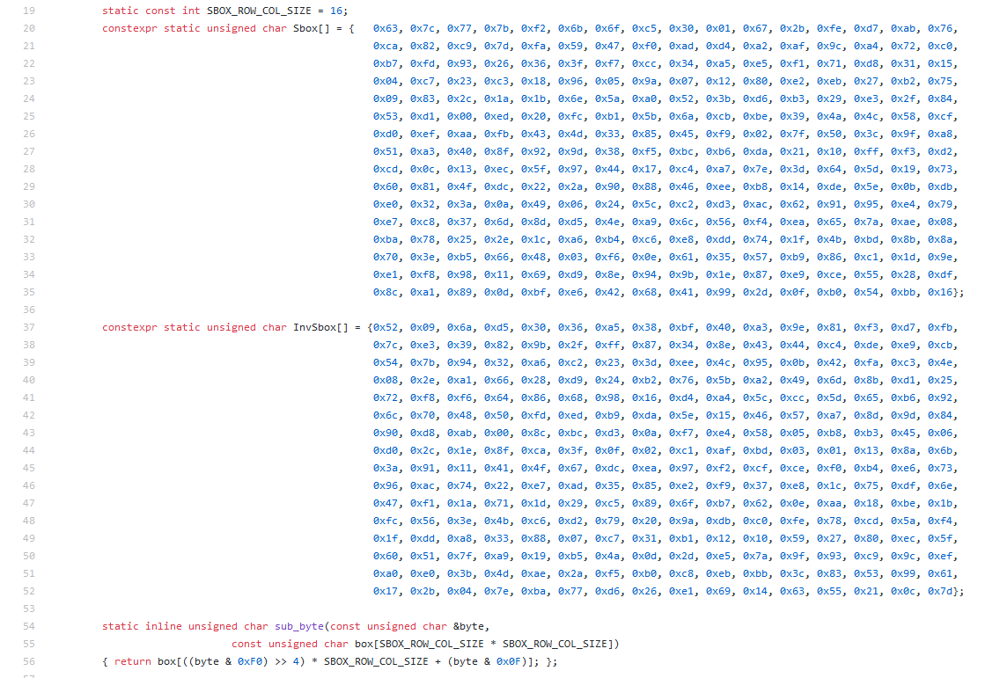 19 static const int SBOX_ROW_COL_SIZE = 16;
20 constexpr static unsigned char Sbox[] = { 0x63, 0x7c, 0x77, 0x7b, 0xf2, 0x6b, 0x6f, 0xc5, 0x30, 0x01, 0x67, 0x2b, 0xfe, 0xd7, 0xab, 0x76,
21 0xca, 0x82, 0xc9, 0x7d, 0xfa, 0x59, 0x47, 0xf0, 0xad, 0xd4, 0xa2, 0xaf, 0x9c, 0xa4, 0x72, 0xc0,
22 0xb7, 0xfd, 0x93, 0x26, 0x36, 0x3f, 0xf7, 0xcc, 0x34, 0xa5, 0xe5, 0xf1, 0x71, 0xd8, 0x31, 0x15,
23 0x04, 0xc7, 0x23, 0xc3, 0x18, 0x96, 0x05, 0x9a, 0x07, 0x12, 0x80, 0xe2, 0xeb, 0x27, 0xb2, 0x75,
24 0x09, 0x83, 0x2c, 0x1a, 0x1b, 0x6e, 0x5a, 0xa0, 0x52, 0x3b, 0xd6, 0xb3, 0x29, 0xe3, 0x2f, 0x84,
25 0x53, 0xd1, 0x00, 0xed, 0x20, 0xfc, 0xb1, 0x5b, 0x6a, 0xcb, 0xbe, 0x39, 0x4a, 0x4c, 0x58, 0xcf,
26 0xd0, 0xef, 0xaa, 0xfb, 0x43, 0x4d, 0x33, 0x85, 0x45, 0xf9, 0x02, 0x7f, 0x50, 0x3c, 0x9f, 0xa8,
27 0x51, 0xa3, 0x40, 0x8f, 0x92, 0x9d, 0x38, 0xf5, 0xbc, 0xb6, 0xda, 0x21, 0x10, 0xff, 0xf3, 0xd2,
28 0xcd, 0x0c, 0x13, 0xec, 0x5f, 0x97, 0x44, 0x17, 0xc4, 0xa7, 0x7e, 0x3d, 0x64, 0x5d, 0x19, 0x73,
29 0x60, 0x81, 0x4f, 0xdc, 0x22, 0x2a, 0x90, 0x88, 0x46, 0xee, 0xb8, 0x14, 0xde, 0x5e, 0x0b, 0xdb,
30 0xe0, 0x32, 0x3a, 0x0a, 0x49, 0x06, 0x24, 0x5c, 0xc2, 0xd3, 0xac, 0x62, 0x91, 0x95, 0xe4, 0x79,
31 0xe7, 0xc8, 0x37, 0x6d, 0x8d, 0xd5, 0x4e, 0xa9, 0x6c, 0x56, 0xf4, 0xea, 0x65, 0x7a, 0xae, 0x08,
32 0xba, 0x78, 0x25, 0x2e, 0x1c, 0xa6, 0xb4, 0xc6, 0xe8, 0xdd, 0x74, 0x1f, 0x4b, 0xbd, 0x8b, 0x8a,
33 0x70, 0x3e, 0xb5, 0x66, 0x48, 0x03, 0xf6, 0x0e, 0x61, 0x35, 0x57, 0xb9, 0x86, 0xc1, 0x1d, 0x9e,
34 0xe1, 0xf8, 0x98, 0x11, 0x69, 0xd9, 0x8e, 0x94, 0x9b, 0x1e, 0x87, 0xe9, 0xce, 0x55, 0x28, 0xdf,
35 0x8c, 0xa1, 0x89, 0x0d, 0xbf, 0xe6, 0x42, 0x68, 0x41, 0x99, 0x2d, 0x0f, 0xb0, 0x54, 0xbb, 0x16};
36
37 constexpr static unsigned char InvSbox[] = {0x52, 0x09, 0x6a, 0xd5, 0x30, 0x36, 0xa5, 0x38, 0xbf, 0x40, 0xa3, 0x9e, 0x81, 0xf3, 0xd7, 0xfb,
38 0x7c, 0xe3, 0x39, 0x82, 0x9b, 0x2f, 0xff, 0x87, 0x34, 0x8e, 0x43, 0x44, 0xc4, 0xde, 0xe9, 0xcb,
39 0x54, 0x7b, 0x94, 0x32, 0xa6, 0xc2, 0x23, 0x3d, 0xee, 0x4c, 0x95, 0x0b, 0x42, 0xfa, 0xc3, 0x4e,
40 0x08, 0x2e, 0xa1, 0x66, 0x28, 0xd9, 0x24, 0xb2, 0x76, 0x5b, 0xa2, 0x49, 0x6d, 0x8b, 0xd1, 0x25,
41 0x72, 0xf8, 0xf6, 0x64, 0x86, 0x68, 0x98, 0x16, 0xd4, 0xa4, 0x5c, 0xcc, 0x5d, 0x65, 0xb6, 0x92,
42 0x6c, 0x70, 0x48, 0x50, 0xfd, 0xed, 0xb9, 0xda, 0x5e, 0x15, 0x46, 0x57, 0xa7, 0x8d, 0x9d, 0x84,
43 0x90, 0xd8, 0xab, 0x00, 0x8c, 0xbc, 0xd3, 0x0a, 0xf7, 0xe4, 0x58, 0x05, 0xb8, 0xb3, 0x45, 0x06,
44 0xd0, 0x2c, 0x1e, 0x8f, 0xca, 0x3f, 0x0f, 0x02, 0xc1, 0xaf, 0xbd, 0x03, 0x01, 0x13, 0x8a, 0x6b,
45 0x3a, 0x91, 0x11, 0x41, 0x4f, 0x67, 0xdc, 0xea, 0x97, 0xf2, 0xcf, 0xce, 0xf0, 0xb4, 0xe6, 0x73,
46 0x96, 0xac, 0x74, 0x22, 0xe7, 0xad, 0x35, 0x85, 0xe2, 0xf9, 0x37, 0xe8, 0x1c, 0x75, 0xdf, 0x6e,
47 0x47, 0xf1, 0x1a, 0x71, 0x1d, 0x29, 0xc5, 0x89, 0x6f, 0xb7, 0x62, 0x0e, 0xaa, 0x18, 0xbe, 0x1b,
48 0xfc, 0x56, 0x3e, 0x4b, 0xc6, 0xd2, 0x79, 0x20, 0x9a, 0xdb, 0xc0, 0xfe, 0x78, 0xcd, 0x5a, 0xf4,
49 0x1f, 0xdd, 0xa8, 0x33, 0x88, 0x07, 0xc7, 0x31, 0xb1, 0x12, 0x10, 0x59, 0x27, 0x80, 0xec, 0x5f,
50 0x60, 0x51, 0x7f, 0xa9, 0x19, 0xb5, 0x4a, 0x0d, 0x2d, 0xe5, 0x7a, 0x9f, 0x93, 0xc9, 0x9c, 0xef,
51 0xa0, 0xe0, 0x3b, 0x4d, 0xae, 0x2a, 0xf5, 0xb0, 0xc8, 0xeb, 0xbb, 0x3c, 0x83, 0x53, 0x99, 0x61,
52 0x17, 0x2b, 0x04, 0x7e, 0xba, 0x77, 0xd6, 0x26, 0xe1, 0x69, 0x14, 0x63, 0x55, 0x21, 0x0c, 0x7d};
53
54 static inline unsigned char sub_byte(const unsigned char &byte,
55 const unsigned char box[SBOX_ROW_COL_SIZE * SBOX_ROW_COL_SIZE])
56 { return box[((byte & 0xF0) >> 4) * SBOX_ROW_COL_SIZE + (byte & 0x0F)]; };